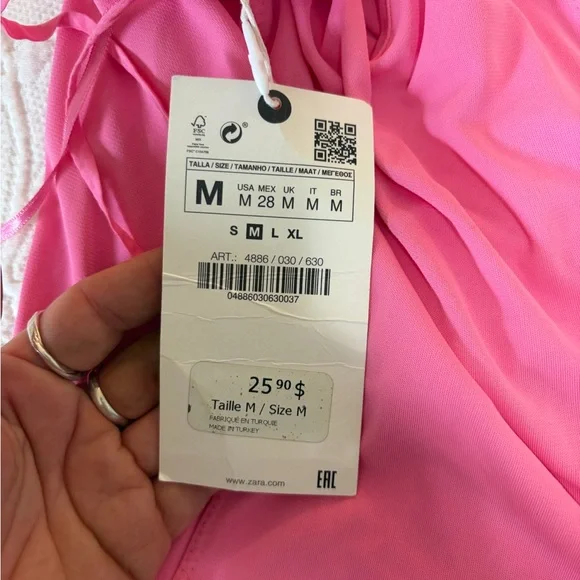 FSC
®
TALLA / SIZE / TAMANHO / TAILLE / MAAT / ΜΕΓΕΘΟΣ
M
USA MEX UK IT BR
M 28 M M M
S M L XL
ART.: 4886 / 030 / 630
04886030630037
25 90 $
Taille M / Size M
FABRIQUÉ EN TURQUIE
MADE IN TURKEY
www.zara.com
EAC